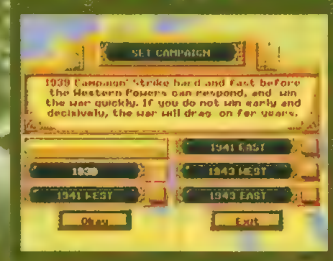 SET CAMPAIGN
1939 Campaign: Strike hard and fast before
the Western Powers can respond, and win
the war quickly. If you do not win early and
decisively, the war will drag on for years.
1941 EAST
1939
1943 WEST
1941 WEST
1943 EAST
Okay
Exit